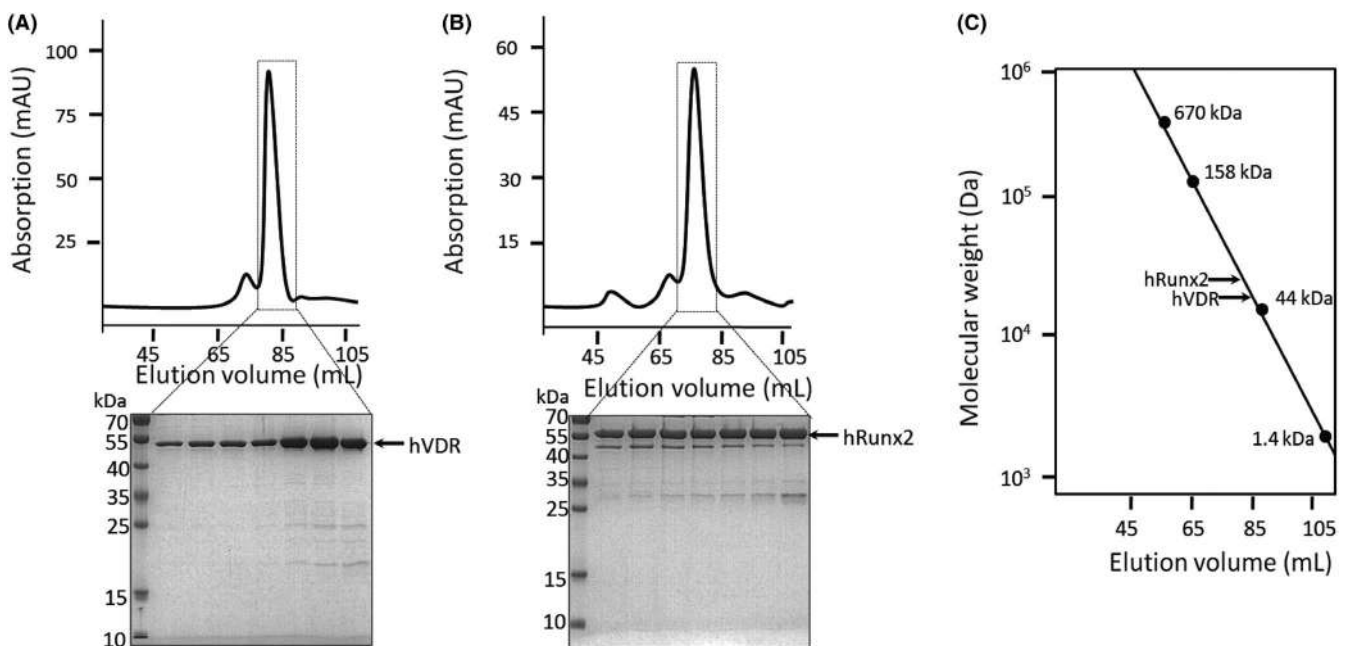 (A)
Absorption (mAU)
100
75
50
25
45 65 85 105
Elution volume (mL)
kDa
70
55
40
35
25
15
10
hVDR
(B)
Absorption (mAU)
60
45
30
15
45 65 85 105
Elution volume (mL)
kDa
70
55
40
35
25
15
10
hRunx2
(C)
Molecular weight (Da)
10⁶
10⁵
10⁴
10³
670 kDa
158 kDa
hRunx2
hVDR
44 kDa
1.4 kDa
45 65 85 105
Elution volume (mL)